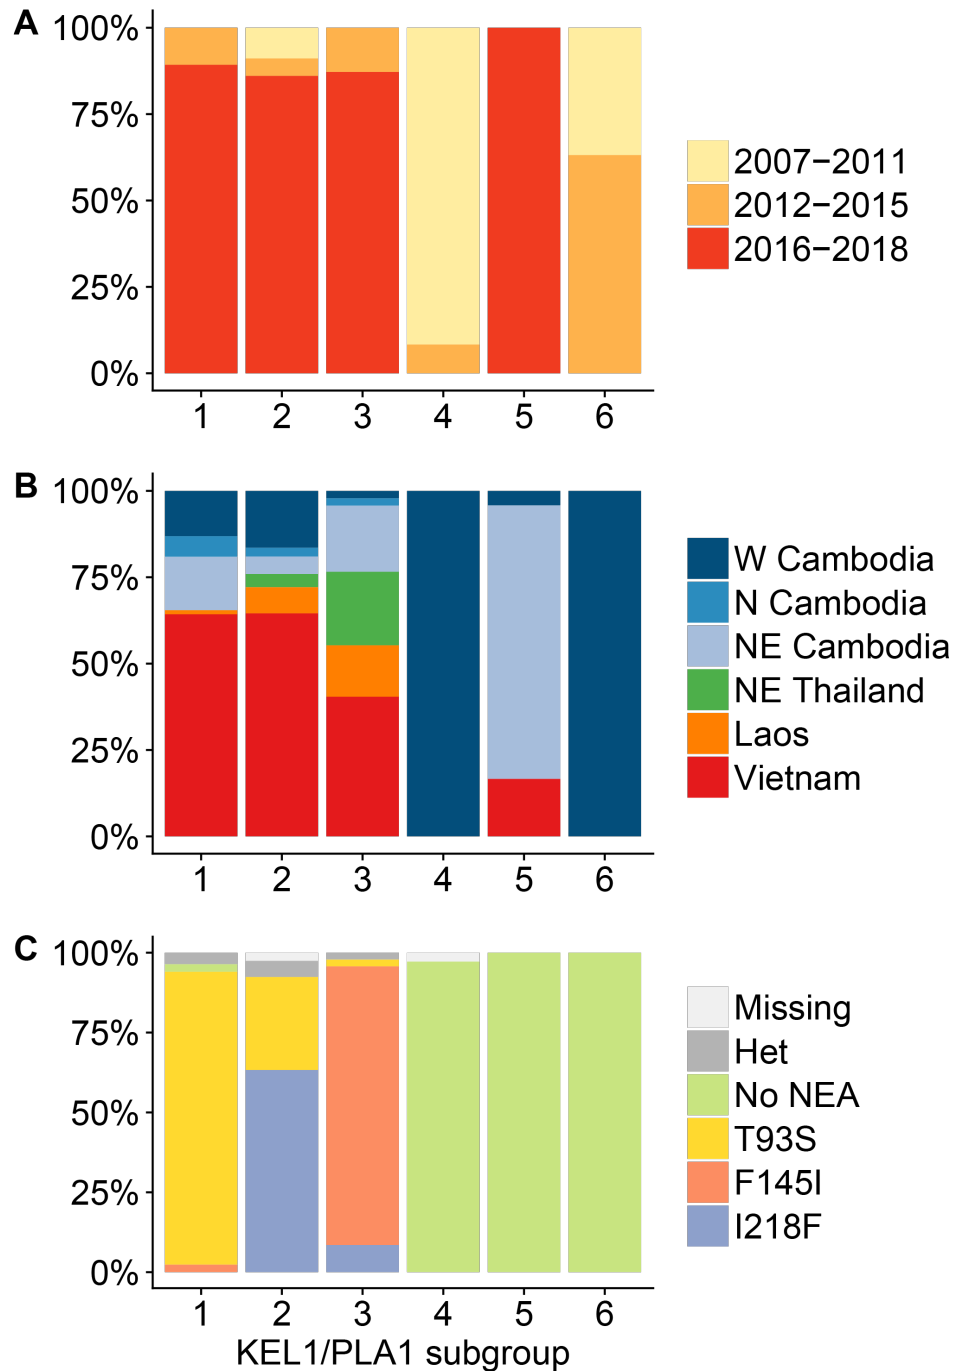 A
100%
75%
50%
25%
0%
1 2 3 4 5 6
2007−2011
2012−2015
2016−2018
B
100%
75%
50%
25%
0%
1 2 3 4 5 6
W Cambodia
N Cambodia
NE Cambodia
NE Thailand
Laos
Vietnam
C
100%
75%
50%
25%
0%
1 2 3 4 5 6
KEL1/PLA1 subgroup
Missing
Het
No NEA
T93S
F145I
I218F